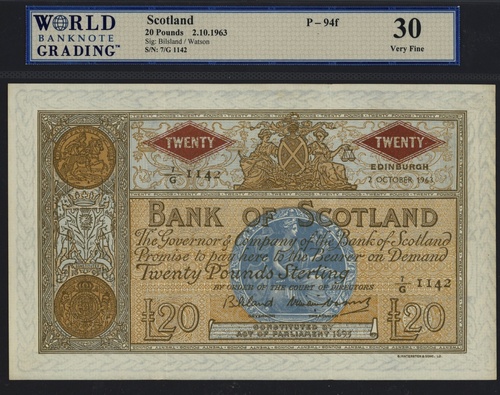 WORLD
BANKNOTE
GRADING™
Scotland
20 Pounds 2.10.1963
Sig: Bilsland / Watson
S/N: 7/G 1142
P – 94f
30
Very Fine
TWENTY
TWENTY
EDINBURGH
2 OCTOBER 1963
7/G 1142
BANK OF SCOTLAND
The Governor & Company of the Bank of Scotland
Promise to pay here to the Bearer on Demand
Twenty Pounds Sterling
BY ORDER OF THE COURT OF DIRECTORS
7/G 1142
Bilsland
£20
£20
CONSTITUTED BY
ACT OF PARLIAMENT 1695